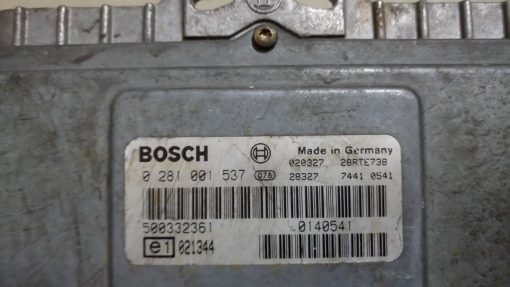 BOSCH Made in Germany
020327 28RTE738
0 281 001 537 076 28327 7441 0541
500332361 0140541
e1 021344